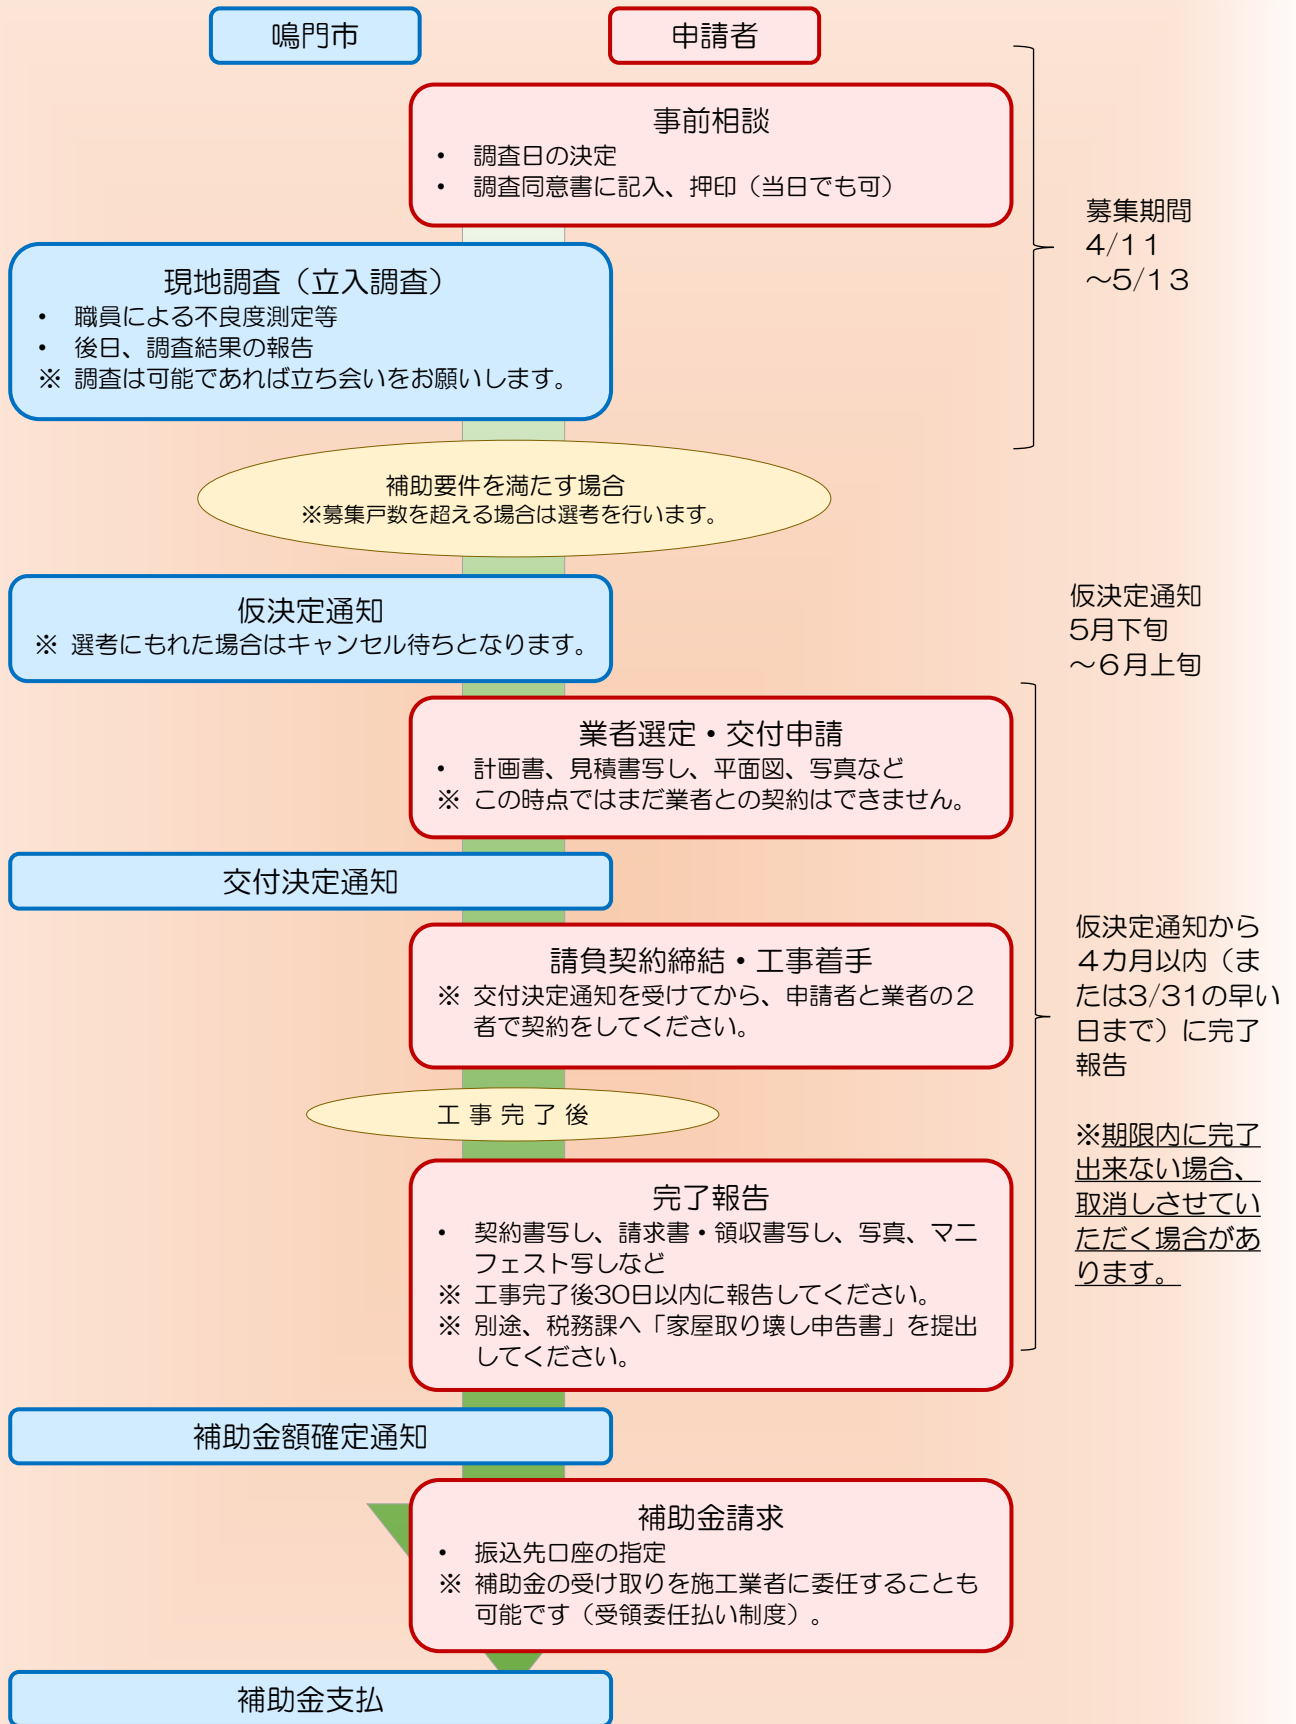 鳴門市
申請者
事前相談
• 調査日の決定
• 調査同意書に記入、押印（当日でも可）
募集期間
4/11
～5/13
現地調査（立入調査）
• 職員による不良度測定等
• 後日、調査結果の報告
※ 調査は可能であれば立ち会いをお願いします。
補助要件を満たす場合
※募集戸数を超える場合は選考を行います。
仮決定通知
※ 選考にもれた場合はキャンセル待ちとなります。
仮決定通知
5月下旬
～６月上旬
業者選定・交付申請
• 計画書、見積書写し、平面図、写真など
※ この時点ではまだ業者との契約はできません。
交付決定通知
請負契約締結・工事着手
※ 交付決定通知を受けてから、申請者と業者の２
者で契約をしてください。
仮決定通知から
４カ月以内（ま
たは3/31の早い
日まで）に完了
報告
※期限内に完了
出来ない場合、
取消しさせてい
ただく場合があ
ります。
工 事 完 了 後
完了報告
• 契約書写し、請求書・領収書写し、写真、マニ
フェスト写しなど
※ 工事完了後30日以内に報告してください。
※ 別途、税務課へ「家屋取り壊し申告書」を提出
してください。
補助金額確定通知
補助金請求
• 振込先口座の指定
※ 補助金の受け取りを施工業者に委任することも
可能です（受領委任払い制度）。
補助金支払